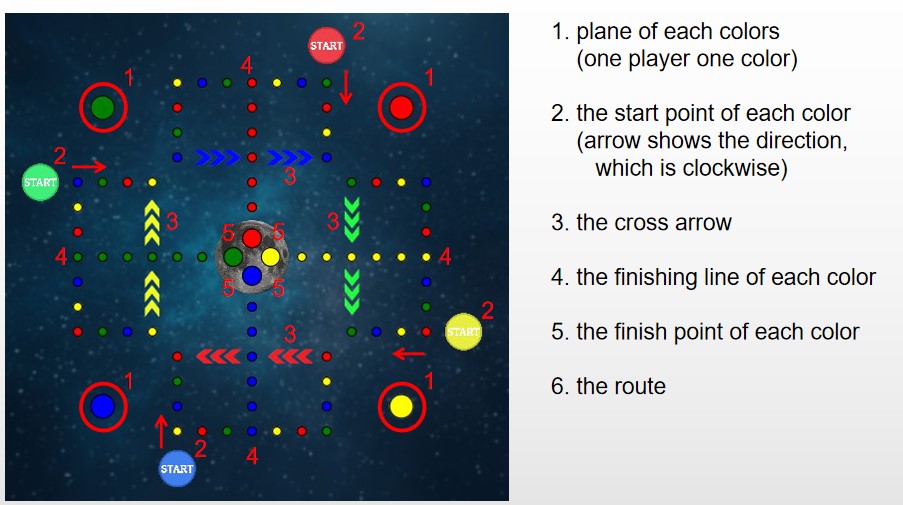 START 2
4
1 1
3
2
START
3 3
5 5
4 4
5 5
2
START
3
1 1
2 4
START
1. plane of each colors
(one player one color)
2. the start point of each color
(arrow shows the direction,
which is clockwise)
3. the cross arrow
4. the finishing line of each color
5. the finish point of each color
6. the route